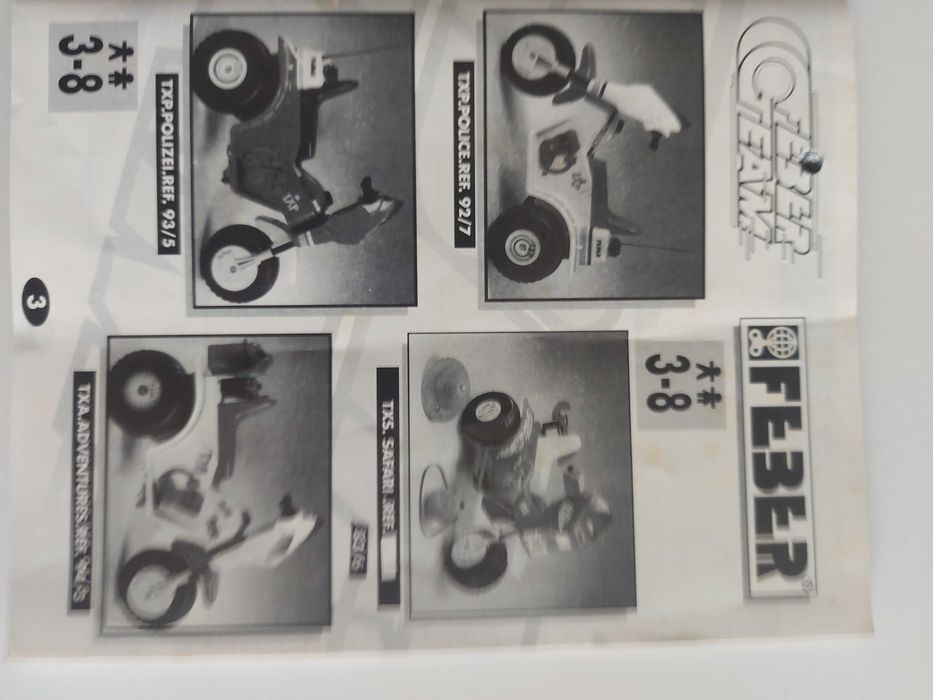 FEBER
TEAM
FEBER
3-8
TXP.POLICE.REF. 92/7
TXS. SAFARI .REF.
TXP.POLIZEI.REF. 93/5
TXA.ADVENTURES.REF.
3-8
3